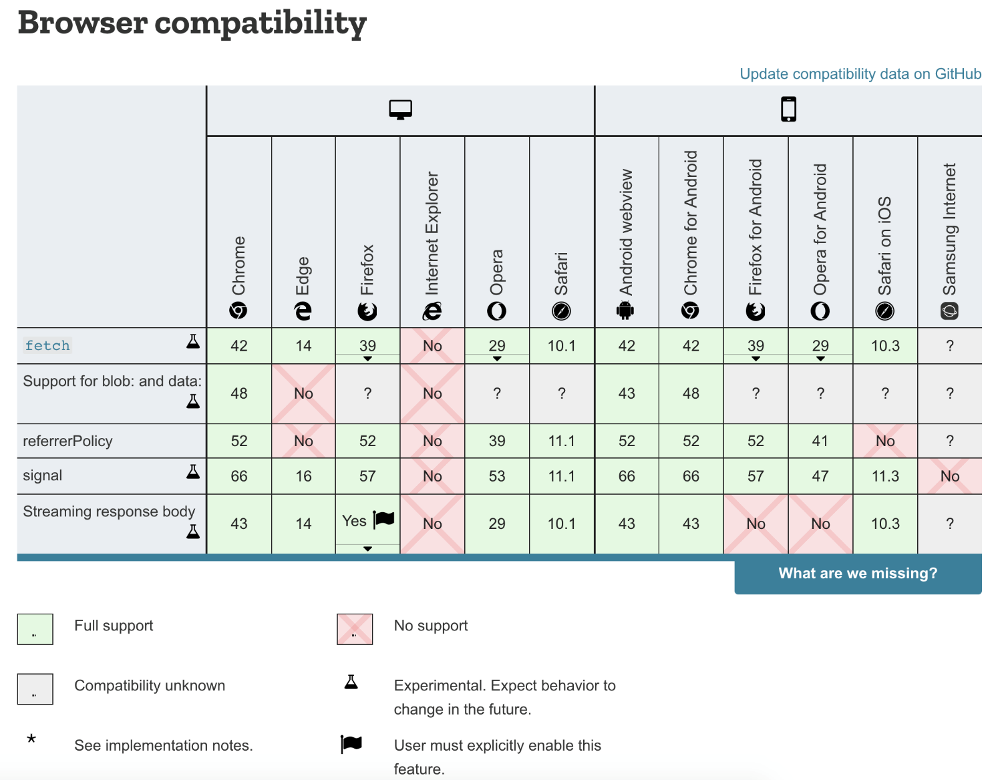 Browser compatibility
Update compatibility data on GitHub
Chrome
Edge
Firefox
Internet Explorer
Opera
Safari
Android webview
Chrome for Android
Firefox for Android
Opera for Android
Safari on iOS
Samsung Internet
fetch 42 14 39 No 29 10.1 42 42 39 29 10.3 ?
Support for blob: and data: 48 No ? No ? ? 43 48 ? ? ? ?
referrerPolicy 52 No 52 No 39 11.1 52 52 52 41 No ?
signal 66 16 57 No 53 11.1 66 66 57 47 11.3 No
Streaming response body 43 14 Yes No 29 10.1 43 43 No No 10.3 ?
What are we missing?
Full support
No support
Compatibility unknown
Experimental. Expect behavior to
change in the future.
* See implementation notes.
User must explicitly enable this
feature.